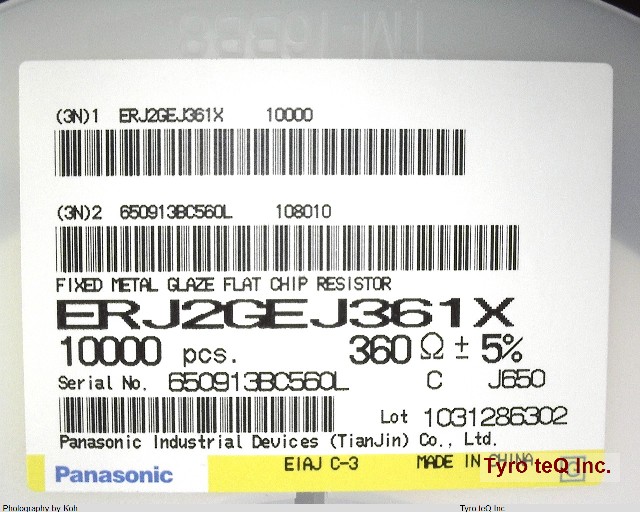 (3N)1 ERJ2GEJ361X 10000
(3N)2 650913BC560L 108010
FIXED METAL GLAZE FLAT CHIP RESISTOR
ERJ2GEJ361X
10000 pcs. 360 Ω ± 5%
Serial No. 650913BC560L C J650
Lot 1031286302
Panasonic Industrial Devices (TianJin) Co., Ltd.
Panasonic EIAJ C-3 MADE IN CHINA G
Tyro teQ Inc.
Photography by Koh Tyro teQ Inc